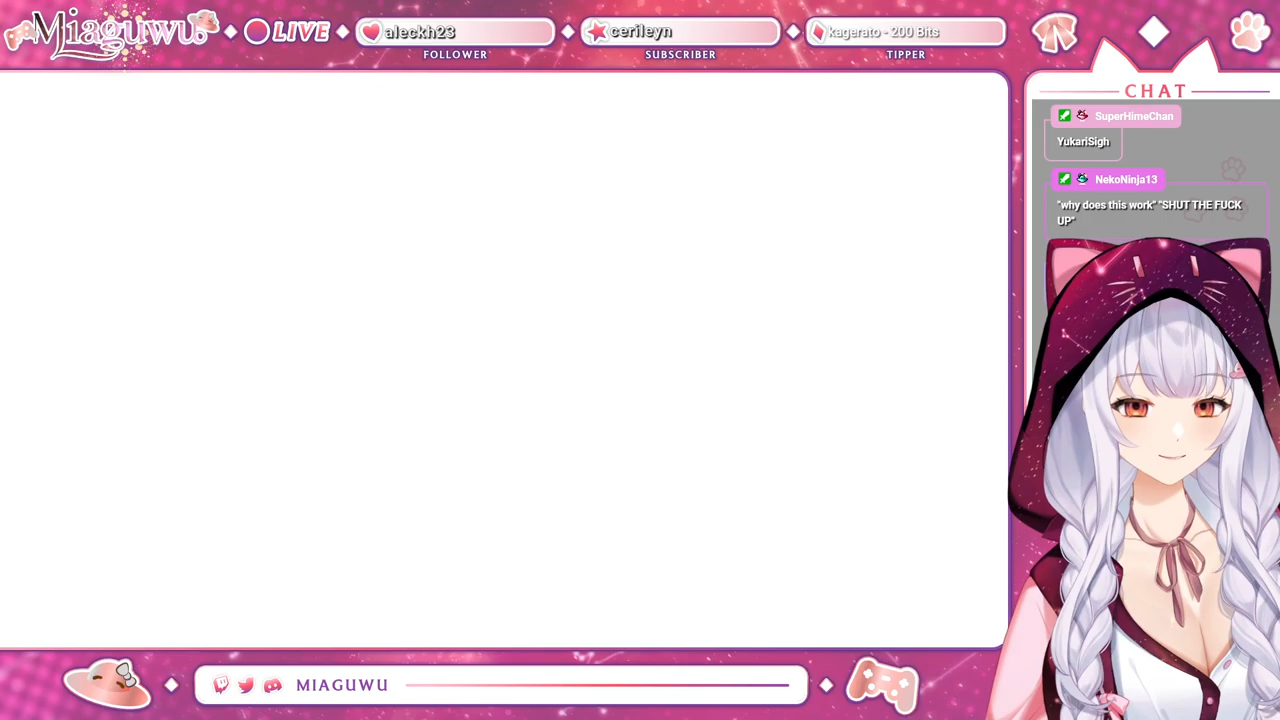 Miaguwu
LIVE
aleckh23
FOLLOWER
cerileyn
SUBSCRIBER
kagerato - 200 Bits
TIPPER
CHAT
SuperHimeChan
YukariSigh
NekoNinja13
"why does this work" "SHUT THE FUCK
UP"
MIAGUWU